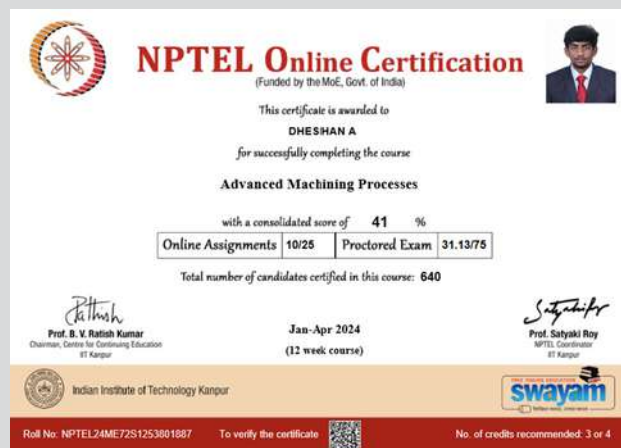 NPTEL Online Certification
(Funded by the MoE, Govt. of India)
This certificate is awarded to
DHESHAN A
for successfully completing the course
Advanced Machining Processes
with a consolidated score of 41 %
Online Assignments 10/25 Proctored Exam 31.13/75
Total number of candidates certified in this course: 640
Prof. B. V. Ratish Kumar
Chairman, Centre for Continuing Education
IIT Kanpur
Jan-Apr 2024
(12 week course)
Prof. Satyaki Roy
NPTEL Coordinator
IIT Kanpur
Indian Institute of Technology Kanpur
FREE ONLINE EDUCATION
swayam
Roll No: NPTEL24ME72S1253801887 To verify the certificate No. of credits recommended: 3 or 4